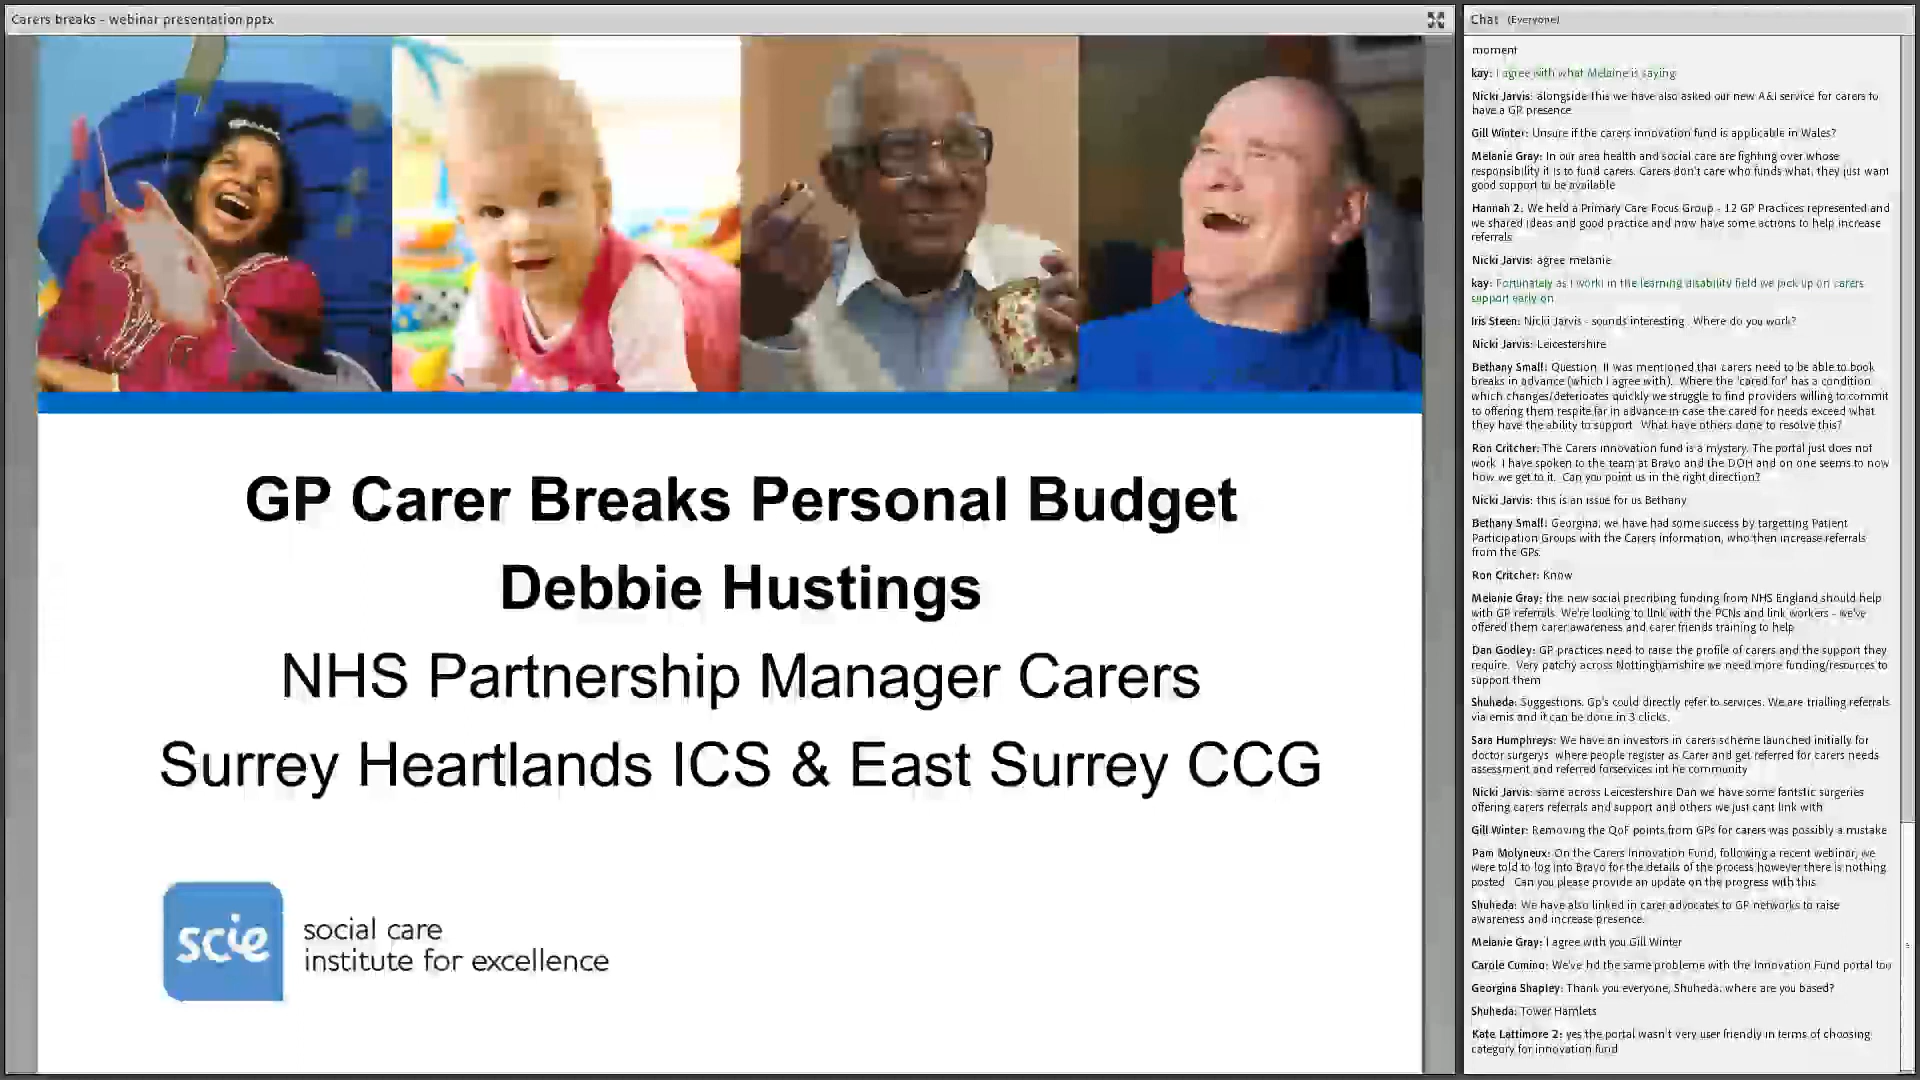 Carers breaks - webinar presentation.pptx
GP Carer Breaks Personal Budget
Debbie Hustings
NHS Partnership Manager Carers
Surrey Heartlands ICS & East Surrey CCG
scie
social care
institute for excellence
Chat (Everyone)
moment
kay: I agree with what Melaine is saying
Nicki Jarvis: alongside this we have also asked our new A&I service for carers to
have a GP presence
Gill Winter: Unsure if the carers innovation fund is applicable in Wales?
Melanie Gray: In our area health and social care are fighting over whose
responsibility it is to fund carers. Carers don't care who funds what, they just want
good support to be available
Hannah 2: We held a Primary Care Focus Group - 12 GP Practices represented and
we shared ideas and good practice and now have some actions to help increase
referrals
Nicki Jarvis: agree melanie
kay: Fortunately as I worki in the learning disability field we pick up on carers
support early on
Iris Steen: Nicki Jarvis - sounds interesting. Where do you work?
Nicki Jarvis: Leicestershire
Bethany Small: Question. It was mentioned that carers need to be able to book
breaks in advance (which I agree with). Where the 'cared for' has a condition
which changes/deterioates quickly we struggle to find providers willing to commit
to offering them respite far in advance in case the cared for needs exceed what
they have the ability to support. What have others done to resolve this?
Ron Critcher: The Carers innovation fund is a mystery. The portal just does not
work. I have spoken to the team at Bravo and the DOH and on one seems to now
how we get to it. Can you point us in the right direction?
Nicki Jarvis: this is an issue for us Bethany
Bethany Small: Georgina, we have had some success by targetting Patient
Participation Groups with the Carers information, who then increase referrals
from the GPs.
Ron Critcher: Know
Melanie Gray: the new social precribing funding from NHS England should help
with GP referrals. We're looking to link with the PCNs and link workers - we've
offered them carer awareness and carer friends training to help
Dan Godley: GP practices need to raise the profile of carers and the support they
require. Very patchy across Nottinghamshire we need more funding/resources to
support them
Shuheda: Suggestions. Gp's could directly refer to services. We are trialling referrals
via emis and it can be done in 3 clicks.
Sara Humphreys: We have an investors in carers scheme launched initially for
doctor surgerys where people register as Carer and get referred for carers needs
assessment and referred forservices int he community
Nicki Jarvis: same across Leicestershire Dan we have some fantstic surgeries
offering carers referrals and support and others we just cant link with
Gill Winter: Removing the QoF points from GPs for carers was possibly a mistake
Pam Molyneux: On the Carers Innovation Fund, following a recent webinar, we
were told to log into Bravo for the details of the process however there is nothing
posted. Can you please provide an update on the progress with this
Shuheda: We have also linked in carer advocates to GP networks to raise
awareness and increase presence.
Melanie Gray: I agree with you Gill Winter
Carole Cumino: We've hd the same probleme with the Innovation Fund portal too
Georgina Shapley: Thank you everyone, Shuheda, where are you based?
Shuheda: Tower Hamlets
Kate Lattimore 2: yes the portal wasn't very user friendly in terms of choosing
category for innovation fund